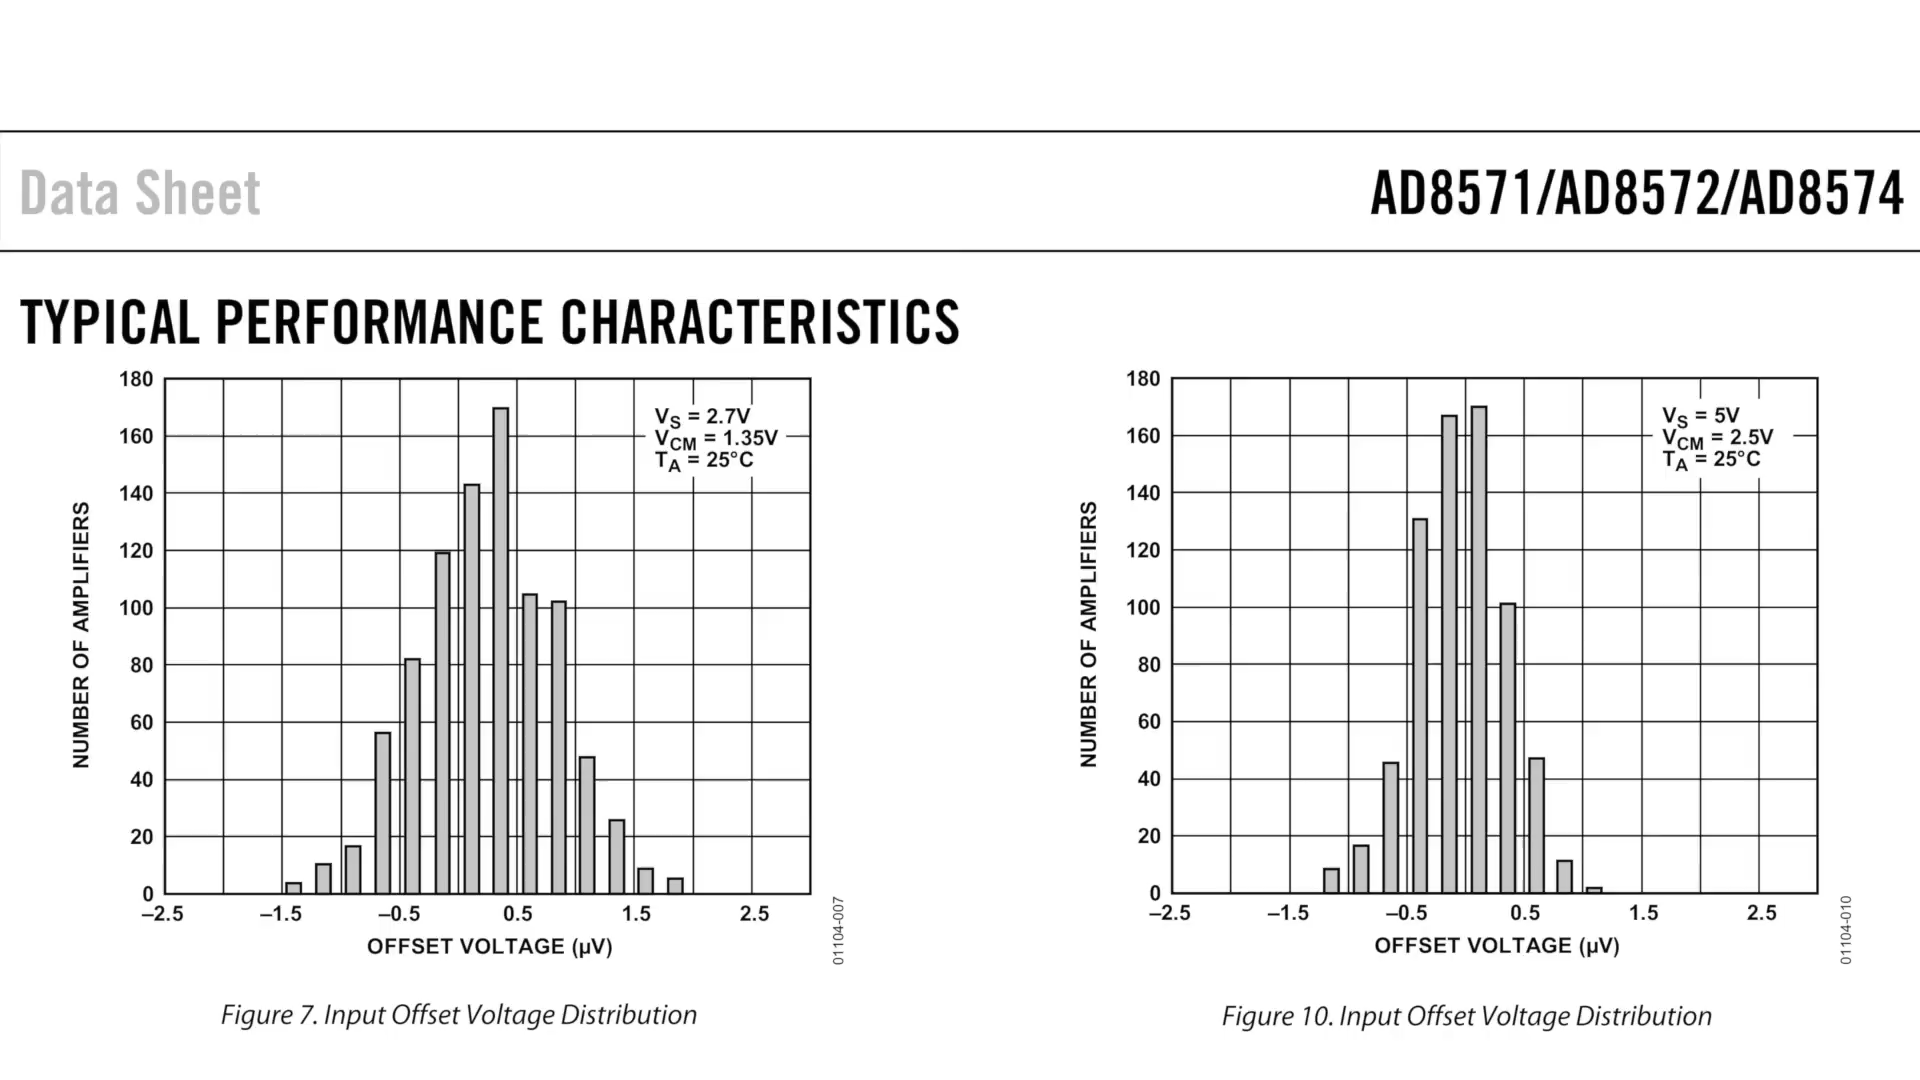 Data Sheet
AD8571/AD8572/AD8574
TYPICAL PERFORMANCE CHARACTERISTICS
180
160
140
120
100
80
60
40
20
0
NUMBER OF AMPLIFIERS
VS = 2.7V
VCM = 1.35V
TA = 25°C
–2.5 –1.5 –0.5 0.5 1.5 2.5
OFFSET VOLTAGE (µV)
01104-007
Figure 7. Input Offset Voltage Distribution
180
160
140
120
100
80
60
40
20
0
NUMBER OF AMPLIFIERS
VS = 5V
VCM = 2.5V
TA = 25°C
–2.5 –1.5 –0.5 0.5 1.5 2.5
OFFSET VOLTAGE (µV)
01104-010
Figure 10. Input Offset Voltage Distribution